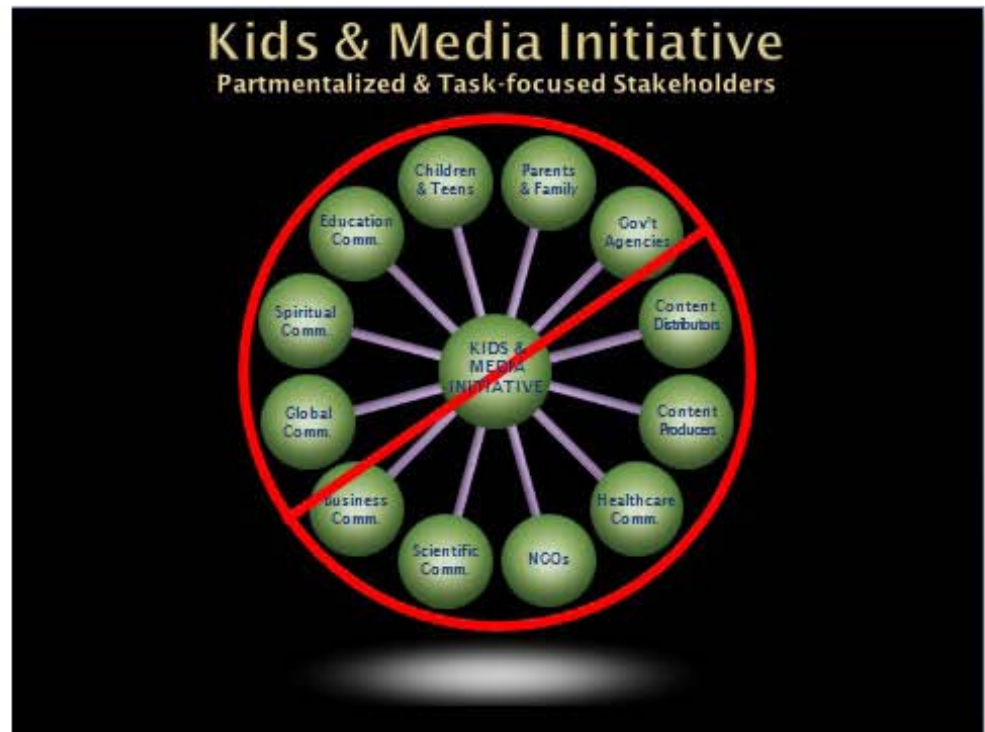 Kids & Media Initiative
Partmentalized & Task-focused Stakeholders
Children
& Teens
Parents
& Family
Gov't
Agencies
Content
Distributors
Content
Producers
Healthcare
Comm.
NGOs
Scientific
Comm.
Business
Comm.
Global
Comm.
Spiritual
Comm.
Education
Comm.
KIDS &
MEDIA
INITIATIVE